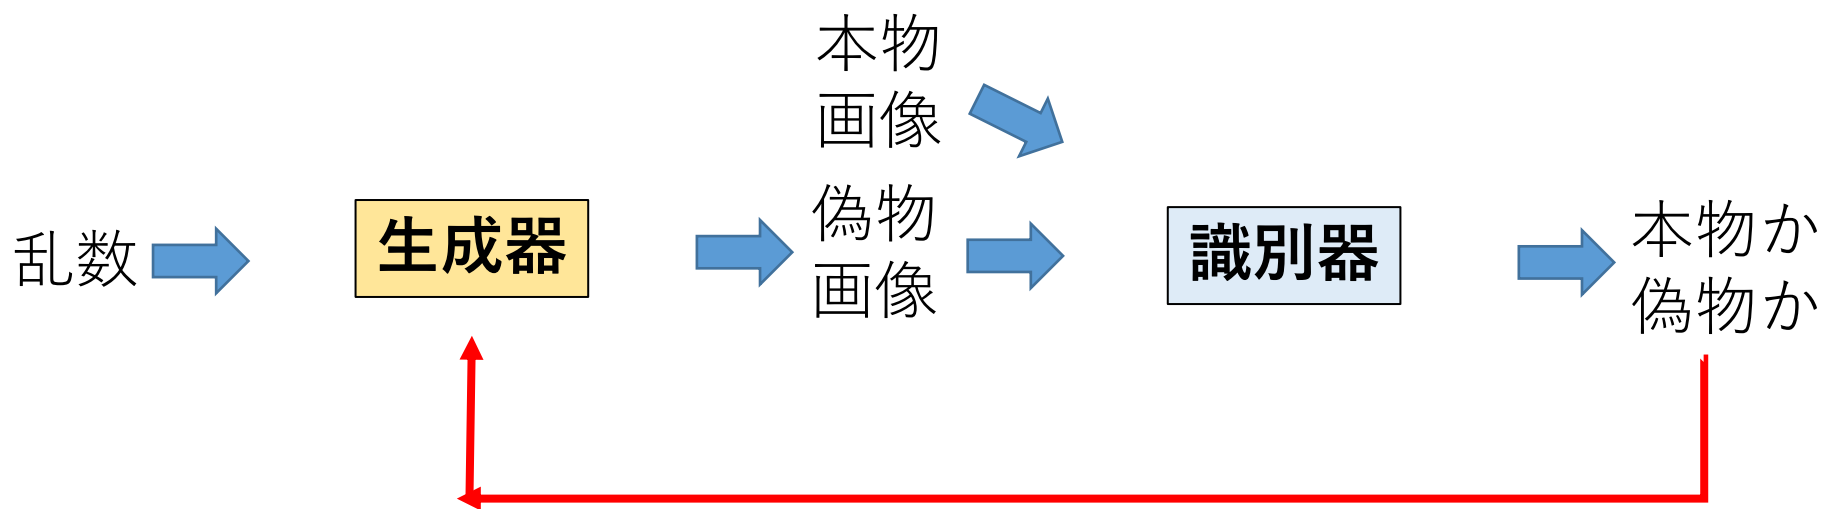 乱数
生成器
本物
画像
偽物
画像
識別器
本物か
偽物か